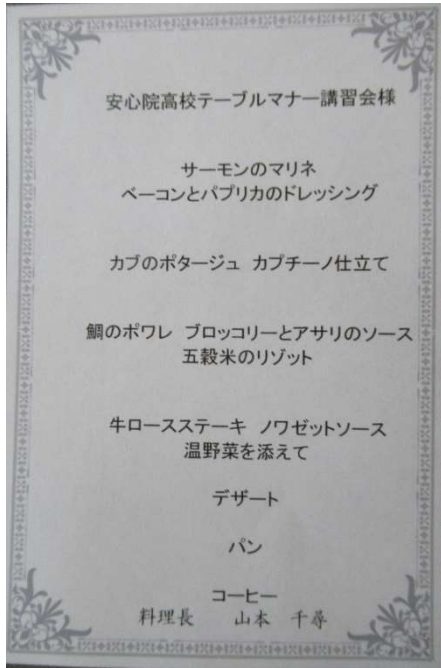 安心院高校テーブルマナー講習会様
サーモンのマリネ
ベーコンとパプリカのドレッシング
カブのポタージュ カプチーノ仕立て
鯛のポワレ ブロッコリーとアサリのソース
五穀米のリゾット
牛ロースステーキ ノワゼットソース
温野菜を添えて
デザート
パン
コーヒー
料理長 山本 千尋